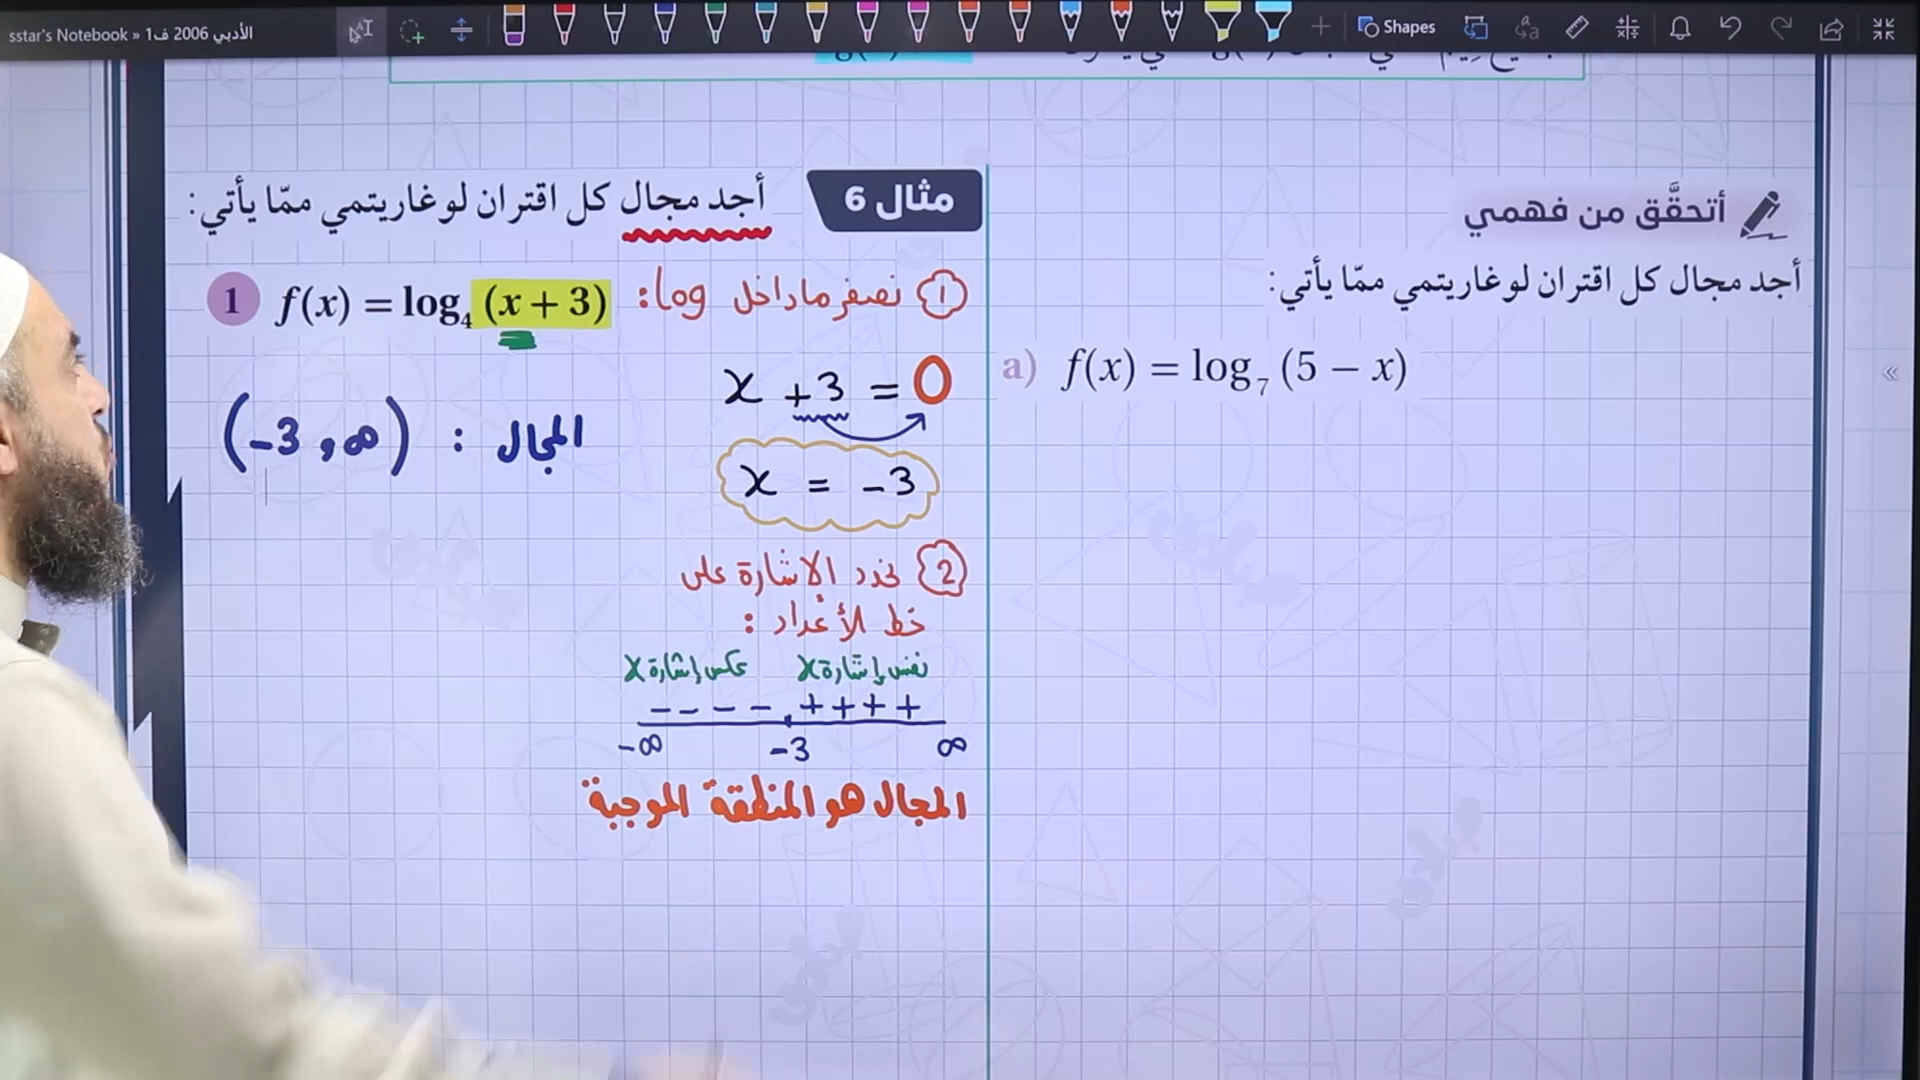 sstar's Notebook » الأدبي 2006 ف1
Shapes
مثال 6
أجد مجال كل اقتران لوغاريتمي ممّا يأتي:
1 f(x) = log₄ (x + 3)
① نصفر ما داخل log:
x + 3 = 0
x = -3
② نحدد الاشارة على
خط الأعداد :
نفس إشارة x عكس إشارة x
- - - - + + + +
-∞ -3 ∞
المجال هو المنطقة الموجبة
المجال : (-3 , ∞)
أتحقَّق من فهمي
أجد مجال كل اقتران لوغاريتمي ممّا يأتي:
a) f(x) = log₇ (5 − x)